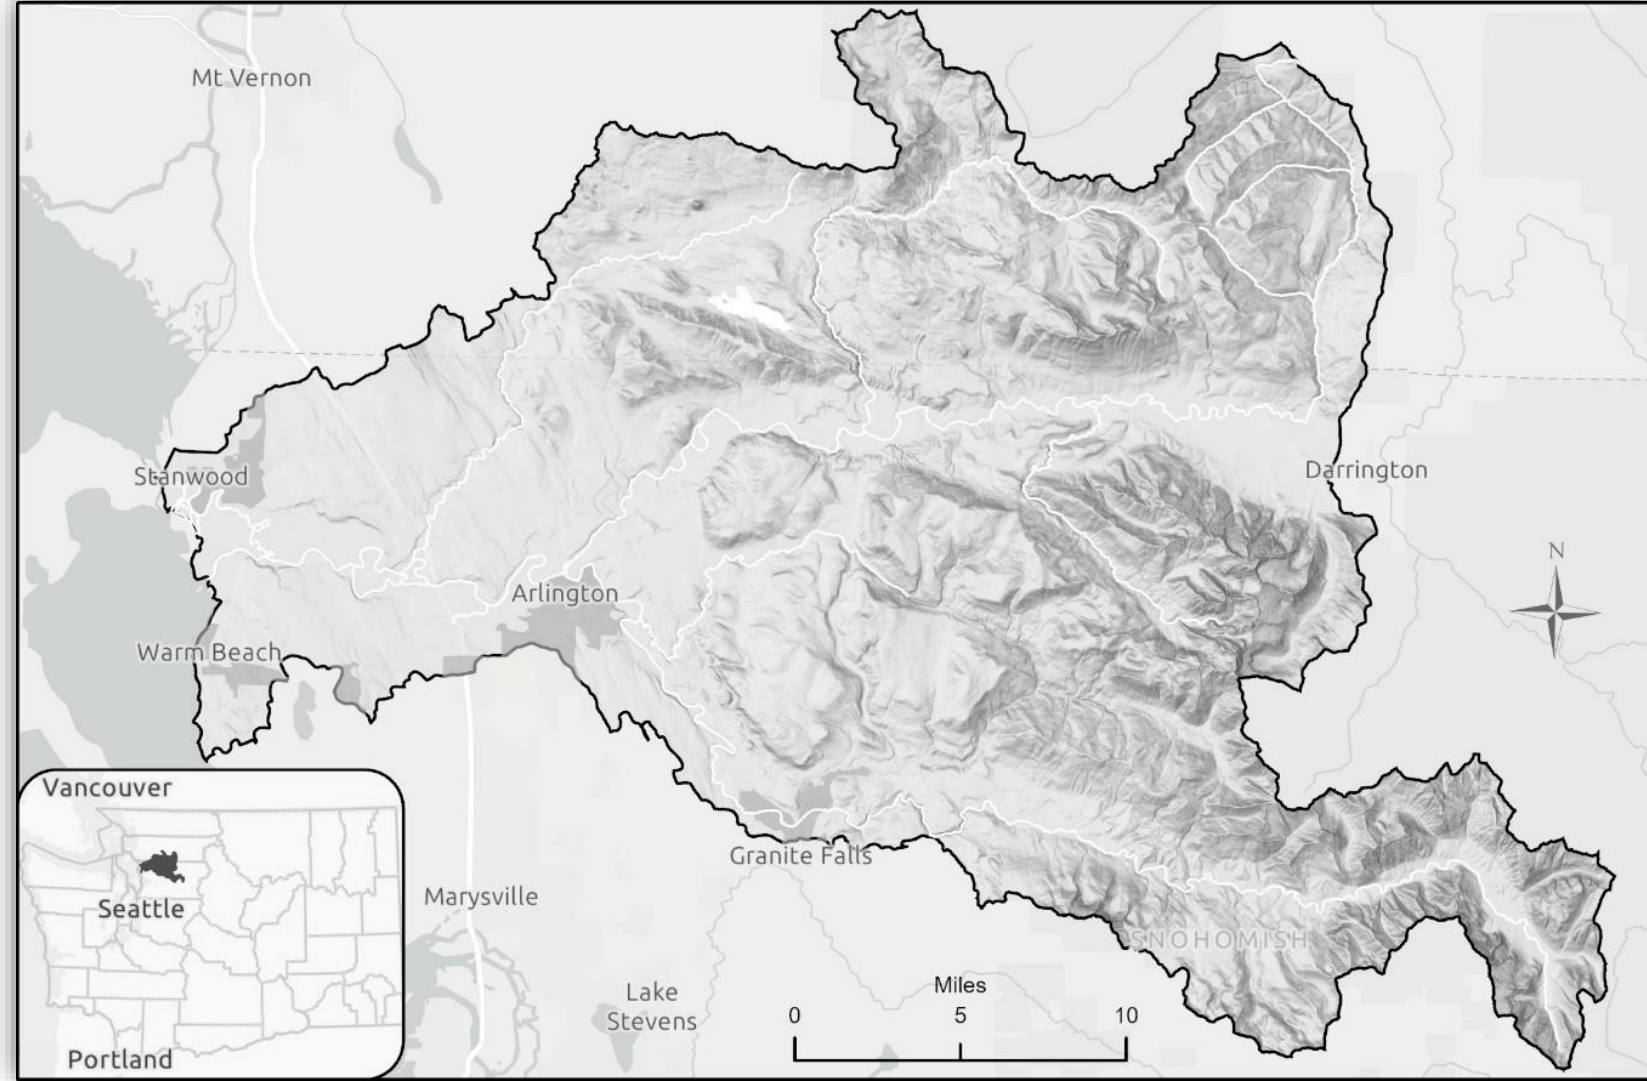 Mt Vernon
Stanwood
Darrington
N
Arlington
Warm Beach
Vancouver
Granite Falls
Marysville
Seattle
SNOHOMISH
Lake
Stevens
Miles
0 5 10
Portland